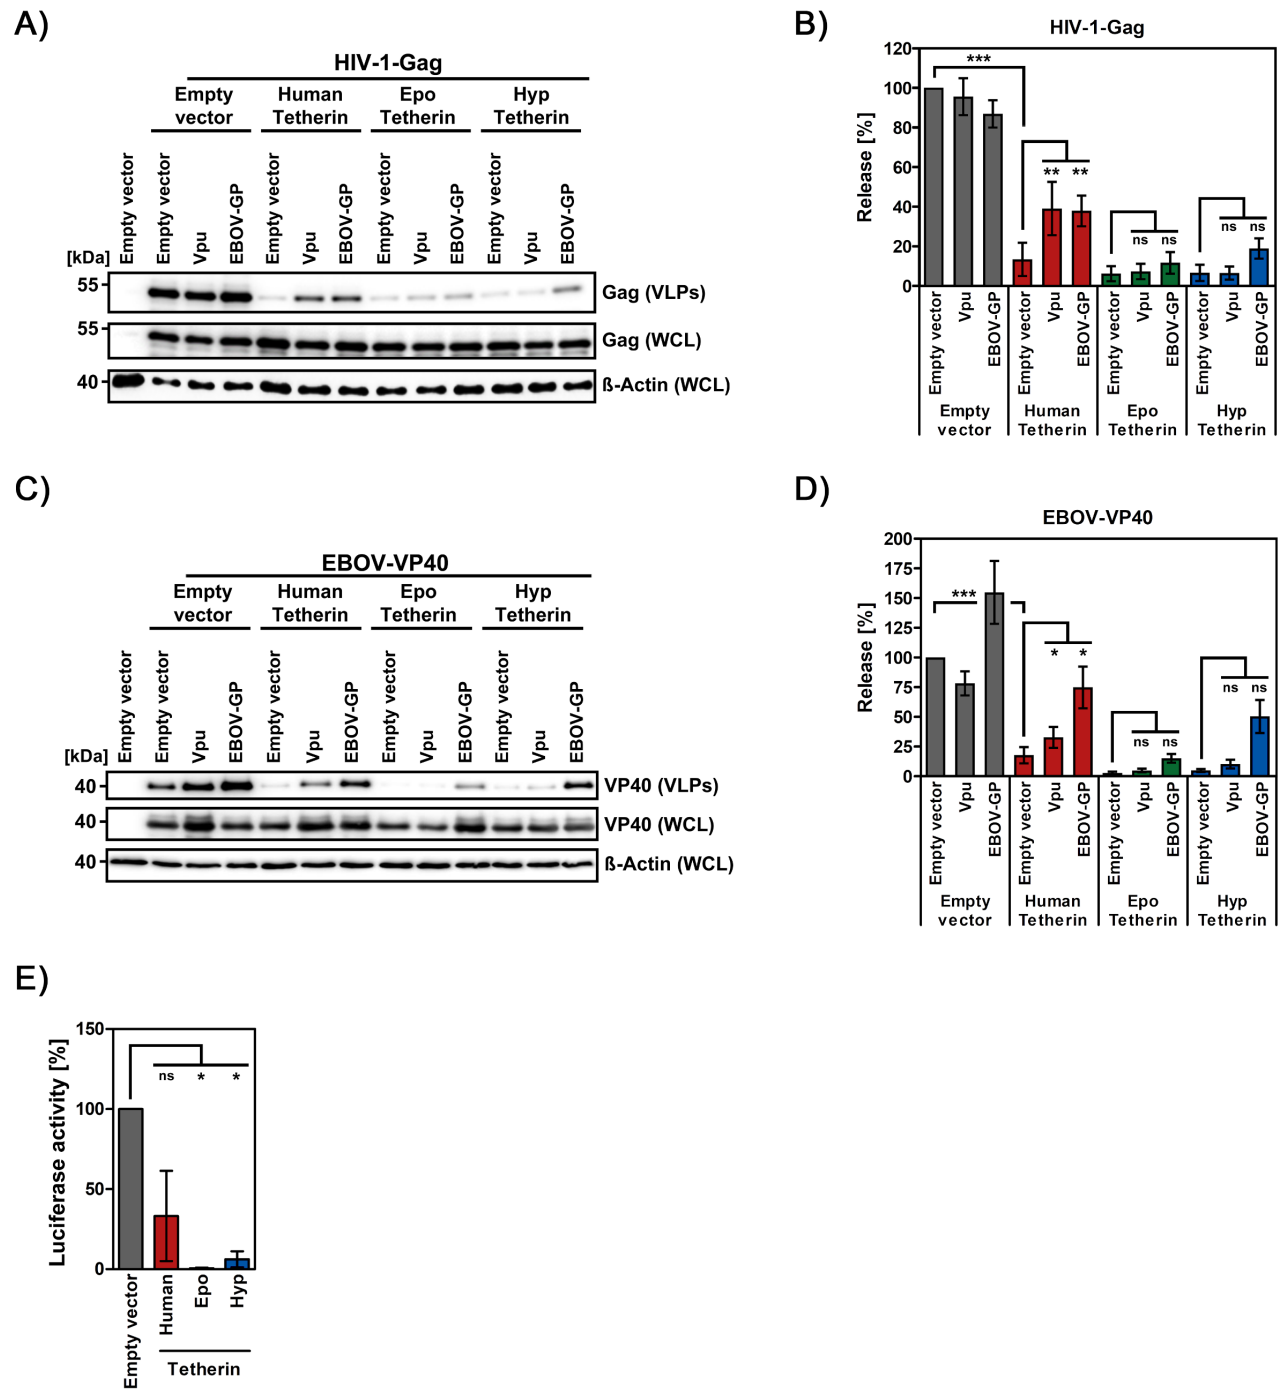 A)
HIV-1-Gag
Empty vector
Human Tetherin
Epo Tetherin
Hyp Tetherin
Empty vector
Empty vector
Vpu
EBOV-GP
Empty vector
Vpu
EBOV-GP
Empty vector
Vpu
EBOV-GP
Empty vector
Vpu
EBOV-GP
[kDa]
55
Gag (VLPs)
55
Gag (WCL)
40
ß-Actin (WCL)
B)
HIV-1-Gag
Release [%]
120
100
80
60
40
20
0
***
**
**
ns
ns
ns
ns
Empty vector
Vpu
EBOV-GP
Empty vector
Vpu
EBOV-GP
Empty vector
Vpu
EBOV-GP
Empty vector
Vpu
EBOV-GP
Empty vector
Human Tetherin
Epo Tetherin
Hyp Tetherin
C)
EBOV-VP40
Empty vector
Human Tetherin
Epo Tetherin
Hyp Tetherin
Empty vector
Empty vector
Vpu
EBOV-GP
Empty vector
Vpu
EBOV-GP
Empty vector
Vpu
EBOV-GP
Empty vector
Vpu
EBOV-GP
[kDa]
40
VP40 (VLPs)
40
VP40 (WCL)
40
ß-Actin (WCL)
D)
EBOV-VP40
Release [%]
200
175
150
125
100
75
50
25
0
***
*
*
ns
ns
ns
ns
Empty vector
Vpu
EBOV-GP
Empty vector
Vpu
EBOV-GP
Empty vector
Vpu
EBOV-GP
Empty vector
Vpu
EBOV-GP
Empty vector
Human Tetherin
Epo Tetherin
Hyp Tetherin
E)
Luciferase activity [%]
150
100
50
0
ns
*
*
Empty vector
Human
Epo
Hyp
Tetherin